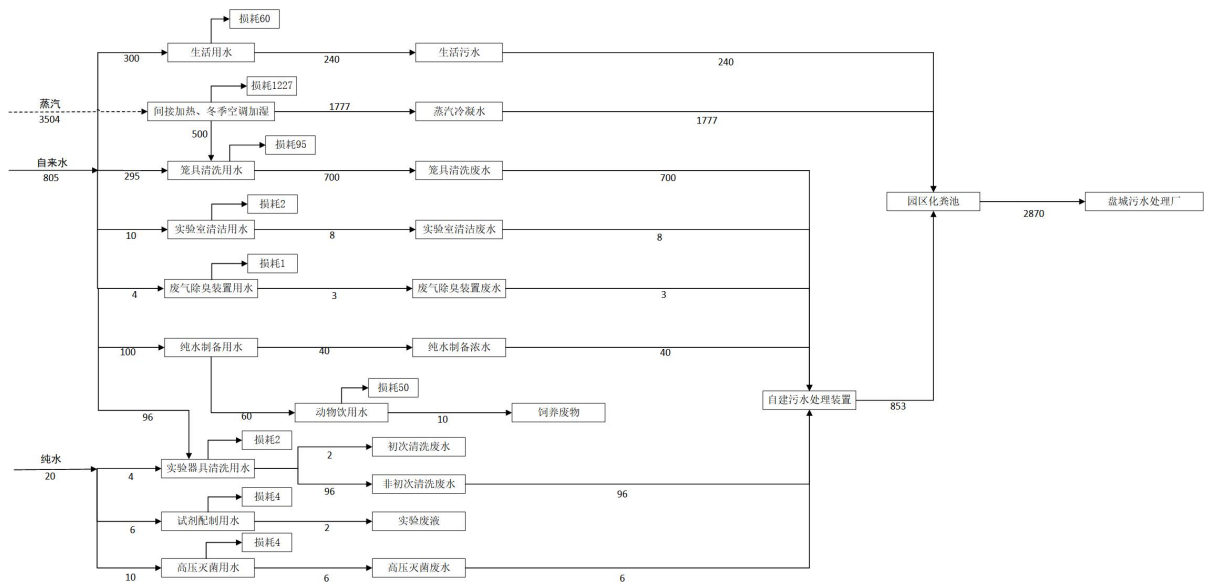 损耗60
生活用水
生活污水
300
240
240
损耗1227
蒸汽
3504
间接加热、冬季空调加湿
1777
蒸汽冷凝水
1777
500
损耗95
自来水
805
295
笼具清洗用水
700
笼具清洗废水
700
园区化粪池
2870
盘城污水处理厂
损耗2
10
实验室清洁用水
8
实验室清洁废水
8
损耗1
4
废气除臭装置用水
3
废气除臭装置废水
3
100
纯水制备用水
40
纯水制备浓水
40
损耗50
60
动物饮用水
10
饲养废物
自建污水处理装置
853
96
损耗2
纯水
20
4
实验器具清洗用水
2
初次清洗废水
96
非初次清洗废水
96
损耗4
6
试剂配制用水
2
实验废液
损耗4
10
高压灭菌用水
6
高压灭菌废水
6